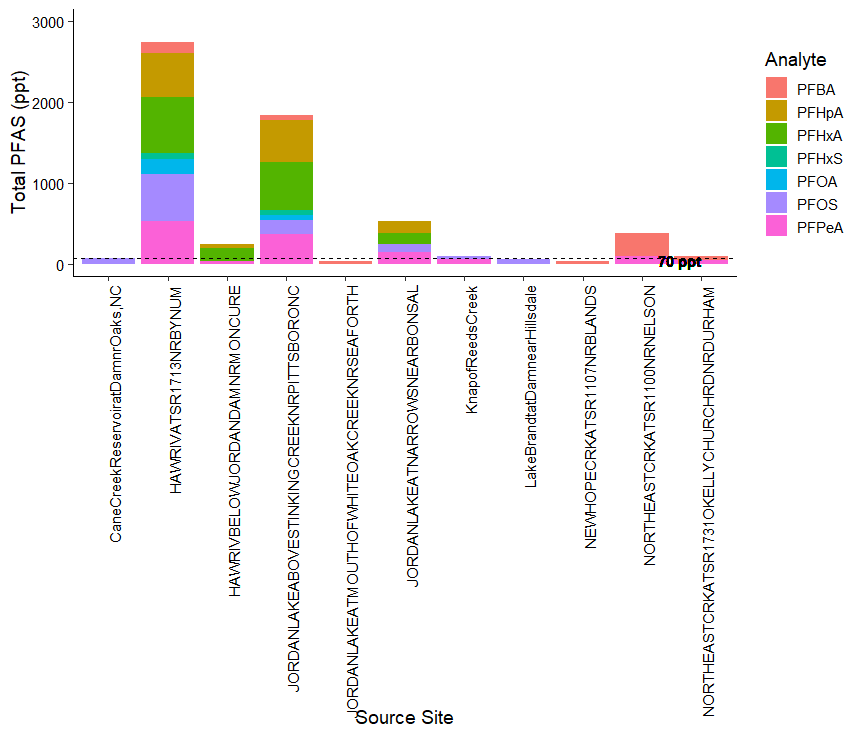 3000
2000
1000
0
Total PFAS (ppt)
70 ppt
Analyte
PFBA
PFHpA
PFHxA
PFHxS
PFOA
PFOS
PFPeA
CaneCreekReservoiratDamnrOaks,NC
HAWRIVATSR1713NRBYNUM
HAWRIVBELOWJORDANDAMNRMONCURE
JORDANLAKEABOVESTINKINGCREEKNRPITTSBORONC
JORDANLAKEATMOUTHOFWHITEOAKCREEKNRSEAFORTH
JORDANLAKEATNARROWSNEARBONSAL
KnapofReedsCreek
LakeBrandtatDamnearHillsdale
NEWHOPECRKATSR1107NRBLANDS
NORTHEASTCRKATSR1100NRNELSON
NORTHEASTCRKATSR1731OKELLYCHURCHRDNRDURHAM
Source Site